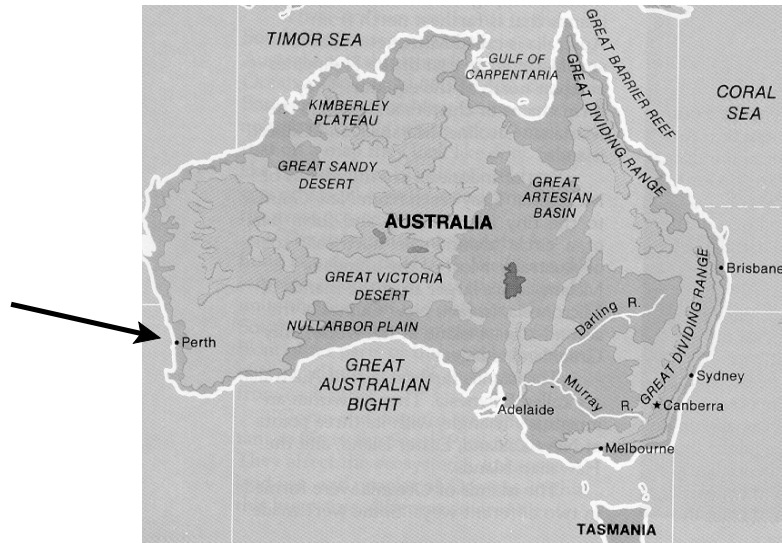 TIMOR SEA
GULF OF
CARPENTARIA
GREAT BARRIER REEF
GREAT DIVIDING RANGE
CORAL
SEA
KIMBERLEY
PLATEAU
GREAT SANDY
DESERT
GREAT
ARTESIAN
BASIN
AUSTRALIA
Brisbane
GREAT VICTORIA
DESERT
Darling R.
GREAT DIVIDING RANGE
NULLARBOR PLAIN
Perth
GREAT
AUSTRALIAN
BIGHT
Sydney
Murray R.
Adelaide
Canberra
Melbourne
TASMANIA